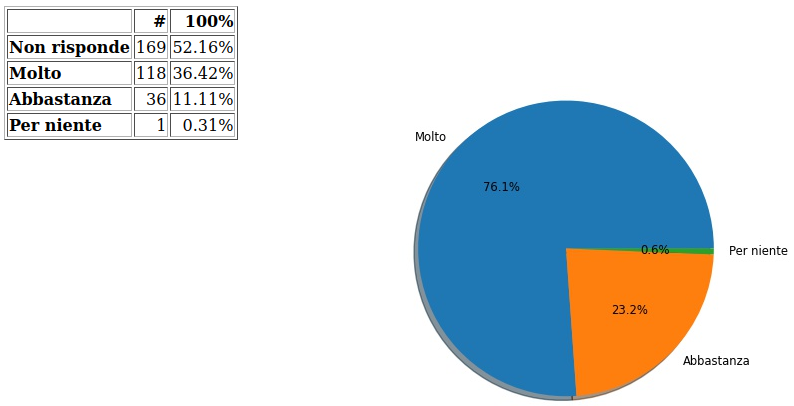 # 100%
Non risponde 169 52.16%
Molto 118 36.42%
Abbastanza 36 11.11%
Per niente 1 0.31%
Molto
76.1%
0.6% Per niente
23.2%
Abbastanza